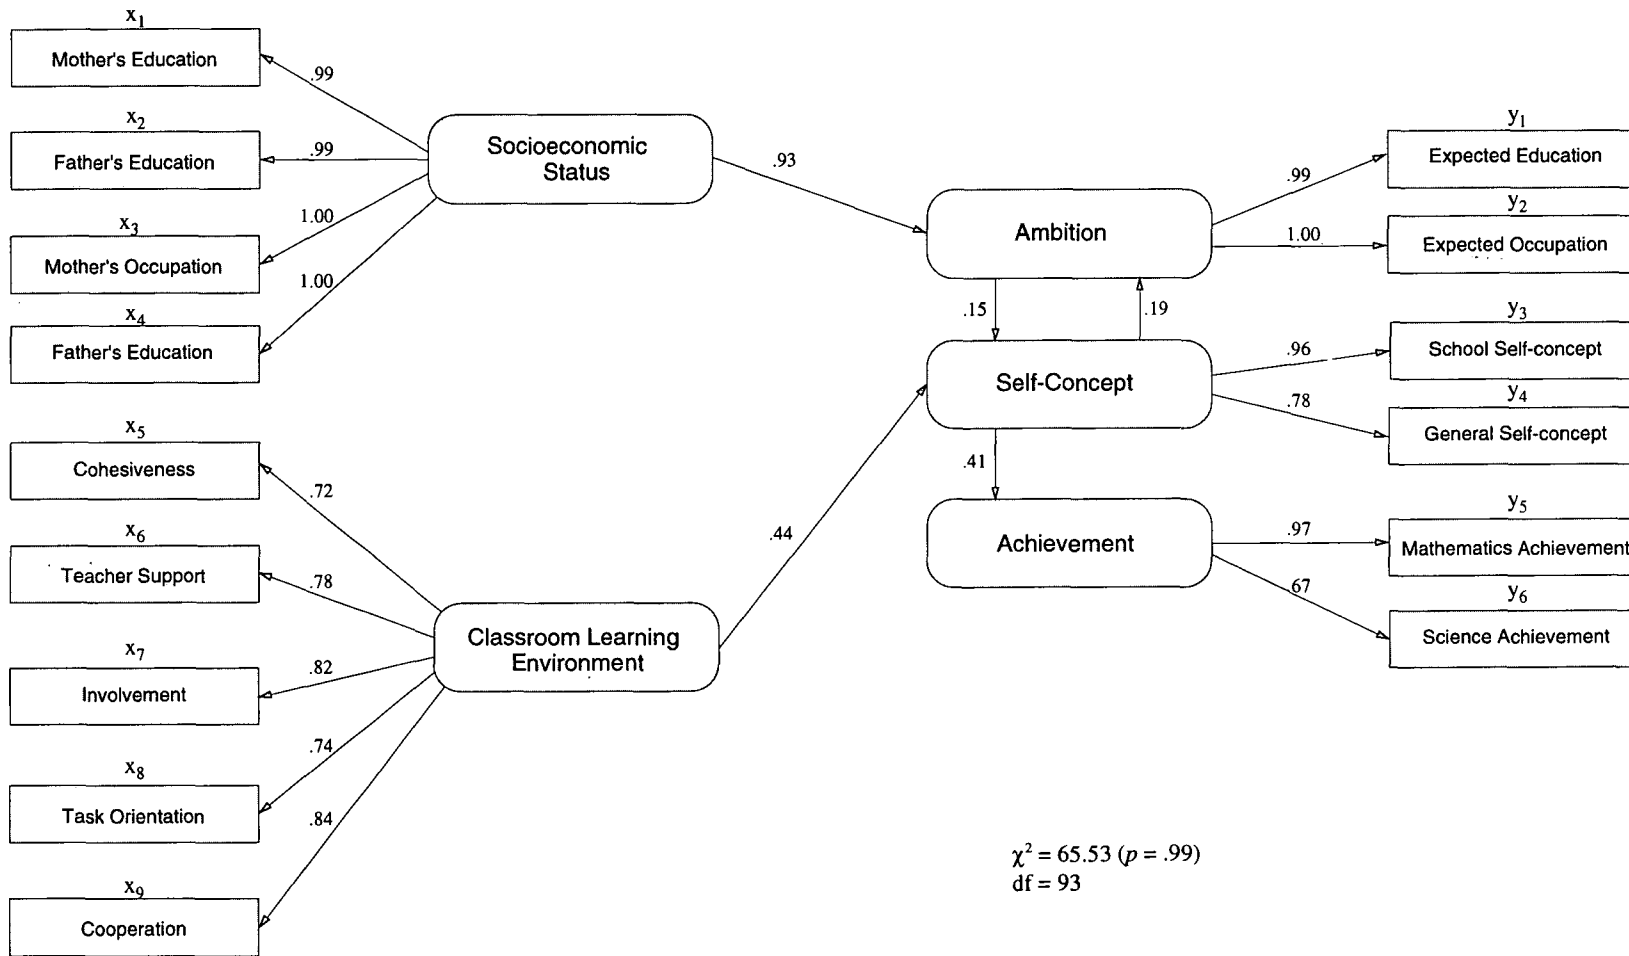 x1
Mother's Education
.99
x2
Father's Education
.99
x3
Mother's Occupation
1.00
x4
Father's Education
1.00
Socioeconomic
Status
.93
x5
Cohesiveness
.72
x6
Teacher Support
.78
x7
Involvement
.82
x8
Task Orientation
.74
x9
Cooperation
.84
Classroom Learning
Environment
.44
Ambition
.15
.19
Self-Concept
.41
Achievement
y1
Expected Education
.99
y2
Expected Occupation
1.00
y3
School Self-concept
.96
y4
General Self-concept
.78
y5
Mathematics Achievement
.97
y6
Science Achievement
.67
χ² = 65.53 (p = .99)
df = 93